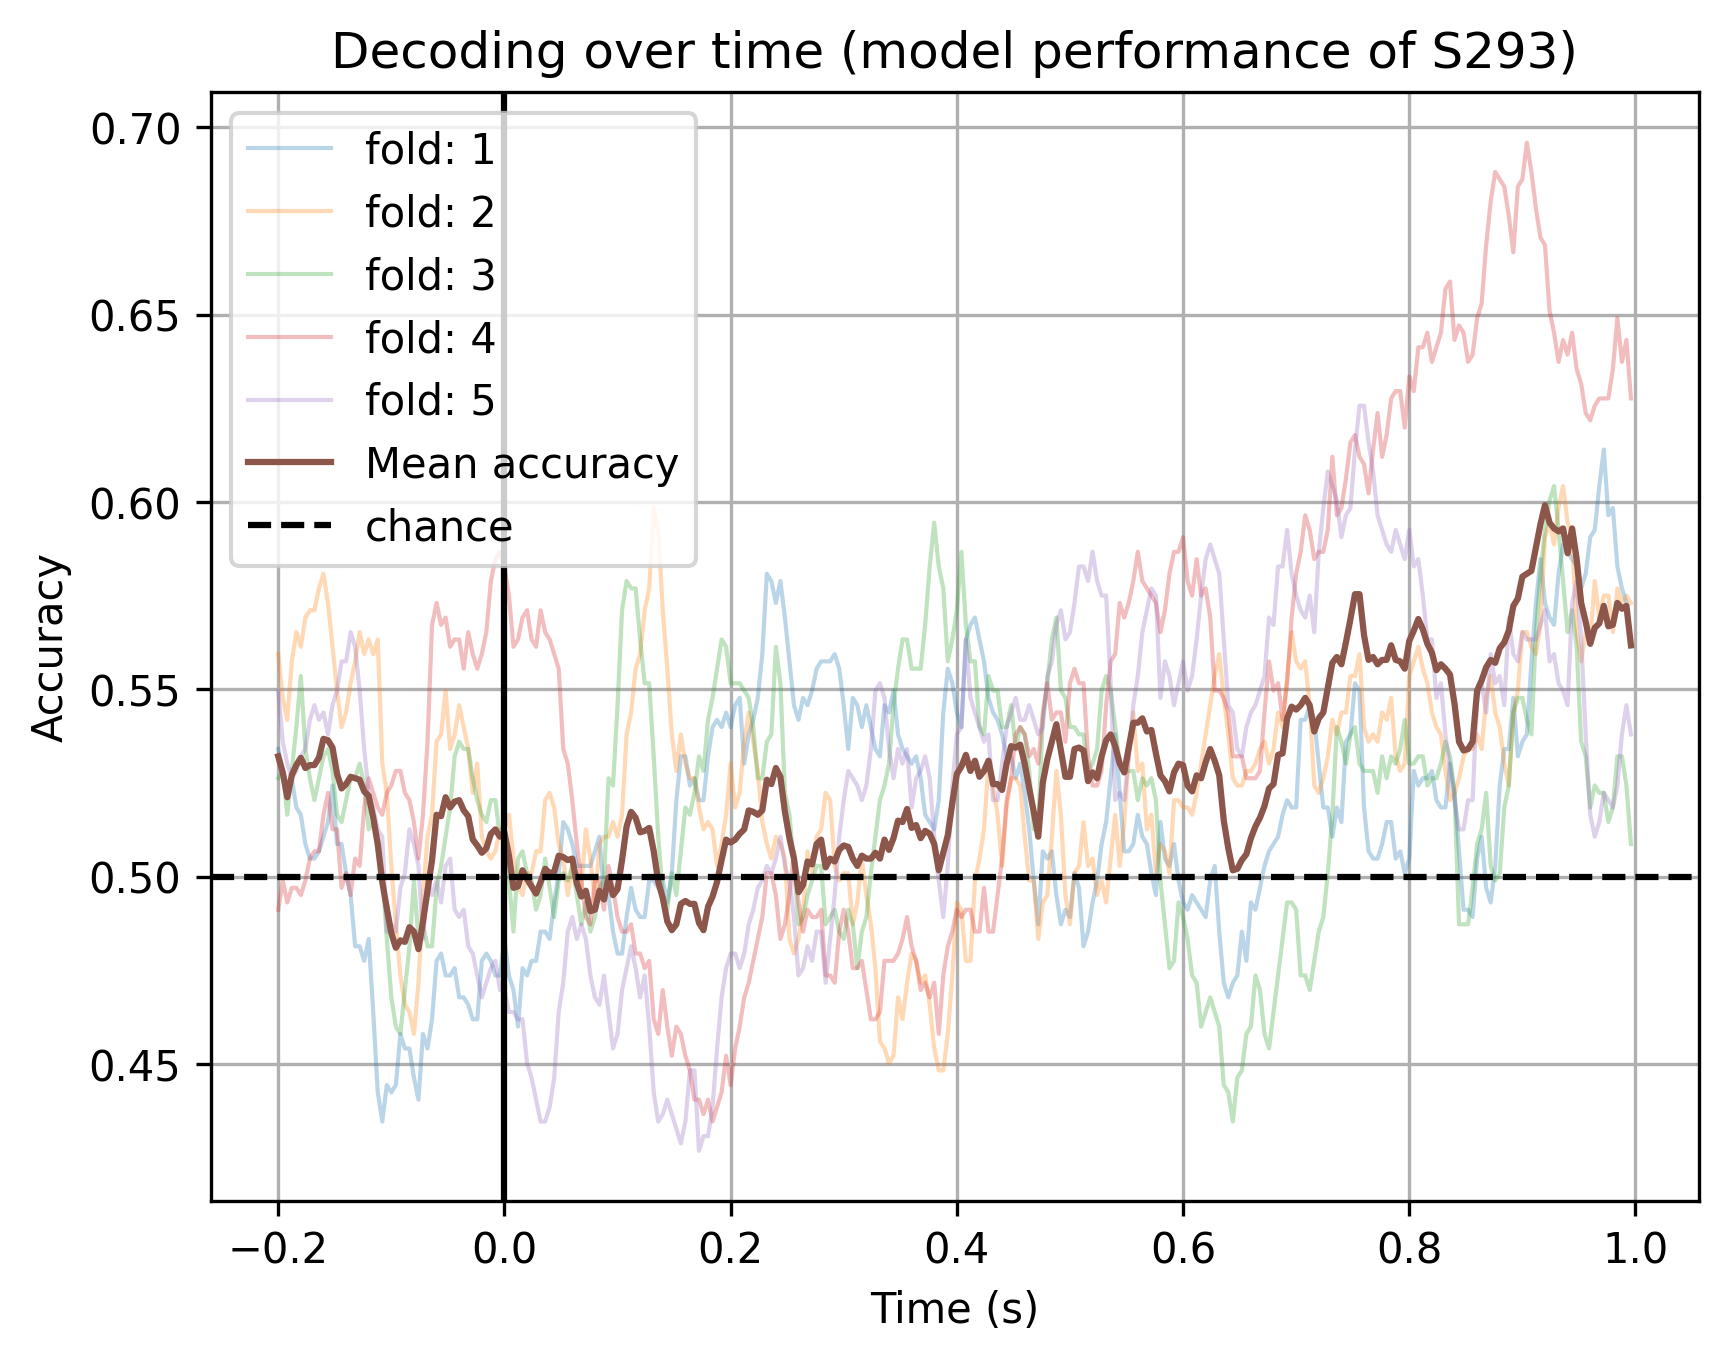 Decoding over time (model performance of S293)
0.70
0.65
0.60
0.55
0.50
0.45
Accuracy
fold: 1
fold: 2
fold: 3
fold: 4
fold: 5
Mean accuracy
chance
−0.2 0.0 0.2 0.4 0.6 0.8 1.0
Time (s)